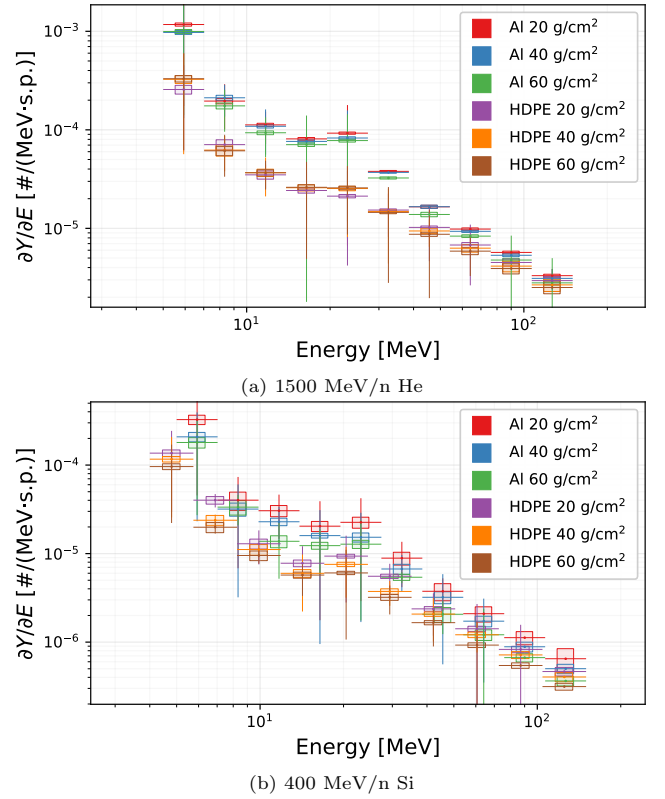 10⁻³
10⁻⁴
10⁻⁵
∂Y/∂E [#/(MeV·s.p.)]
Al 20 g/cm²
Al 40 g/cm²
Al 60 g/cm²
HDPE 20 g/cm²
HDPE 40 g/cm²
HDPE 60 g/cm²
10¹
10²
Energy [MeV]
(a) 1500 MeV/n He
10⁻⁴
10⁻⁵
10⁻⁶
∂Y/∂E [#/(MeV·s.p.)]
Al 20 g/cm²
Al 40 g/cm²
Al 60 g/cm²
HDPE 20 g/cm²
HDPE 40 g/cm²
HDPE 60 g/cm²
10¹
10²
Energy [MeV]
(b) 400 MeV/n Si